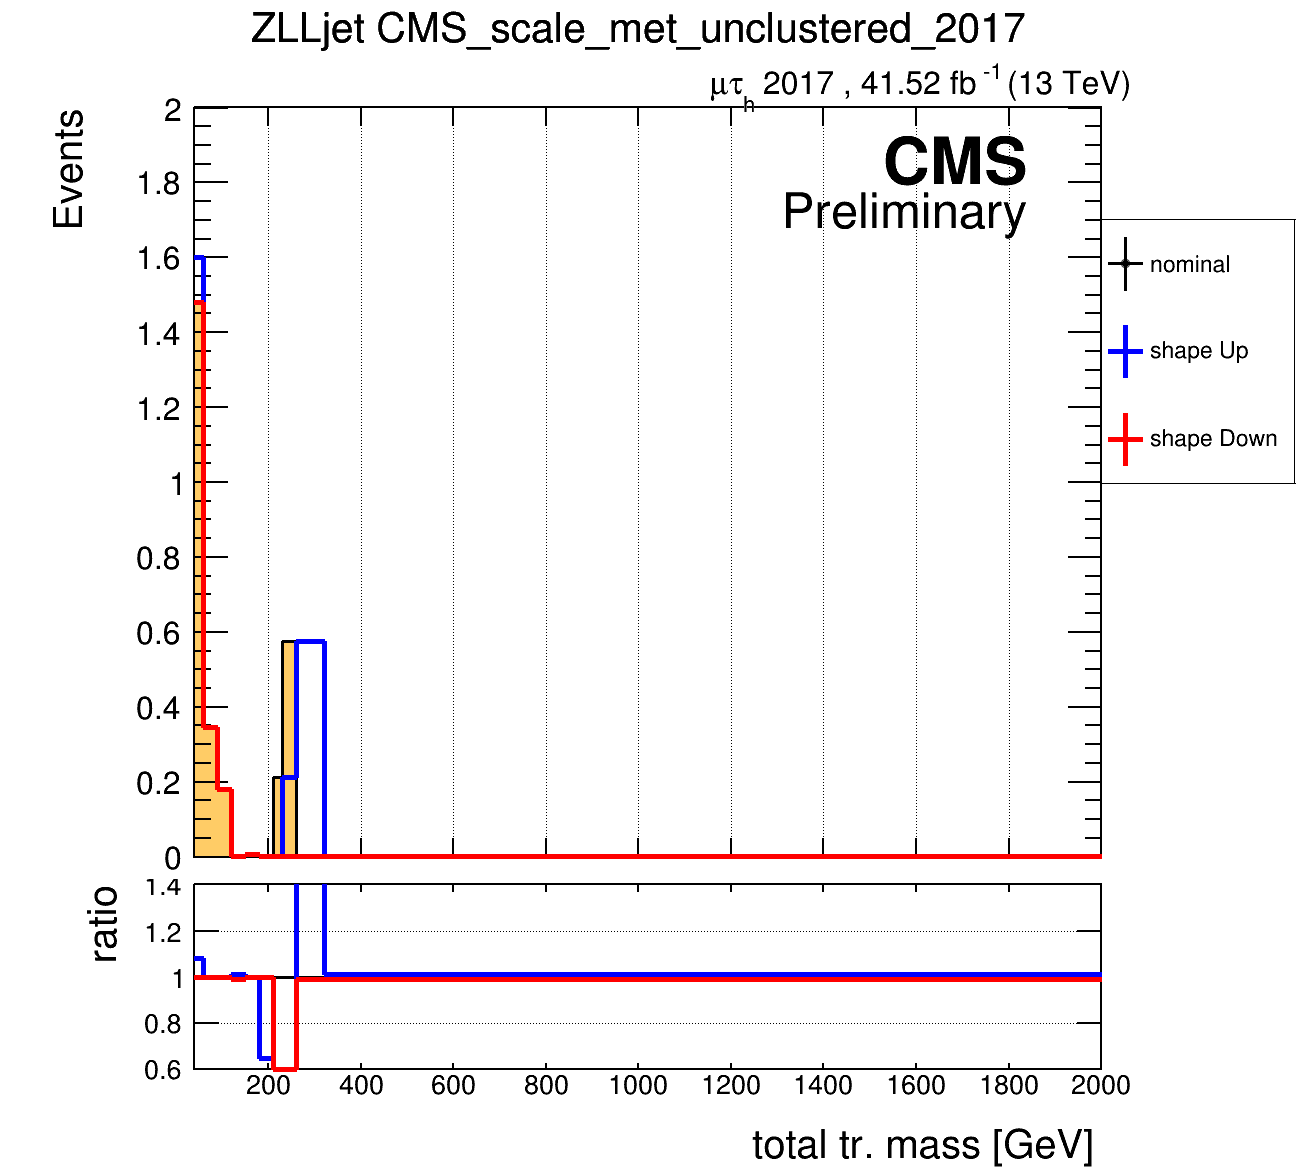 ZLLjet CMS_scale_met_unclustered_2017
μτh 2017 , 41.52 fb-1 (13 TeV)
Events
CMS
Preliminary
2
1.8
1.6
1.4
1.2
1
0.8
0.6
0.4
0.2
0
nominal
shape Up
shape Down
ratio
1.4
1.2
1
0.8
0.6
200 400 600 800 1000 1200 1400 1600 1800 2000
total tr. mass [GeV]